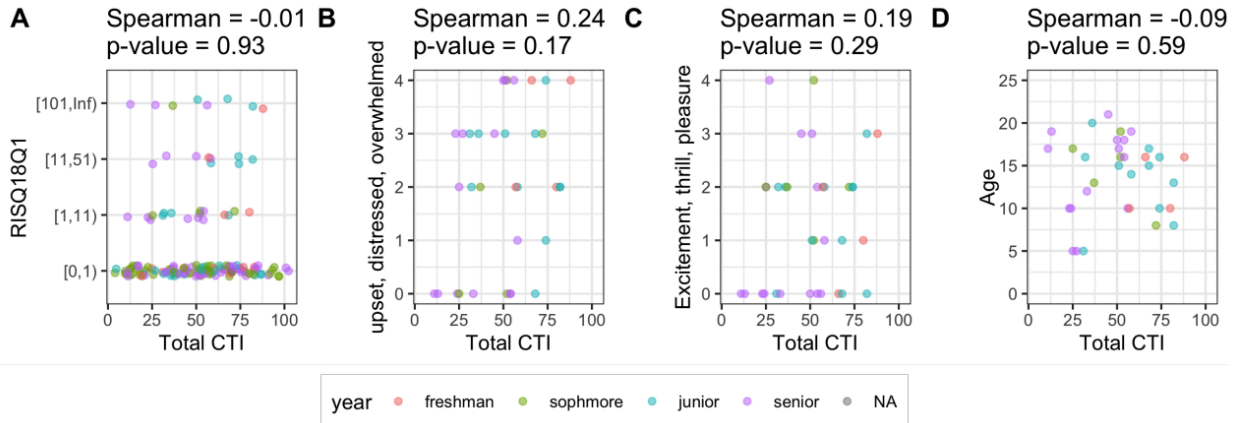 A
Spearman = -0.01
p-value = 0.93
RISQ18Q1
[101,Inf)
[11,51)
[1,11)
[0,1)
0 25 50 75 100
Total CTI
B
Spearman = 0.24
p-value = 0.17
upset, distressed, overwhelmed
4
3
2
1
0
0 25 50 75 100
Total CTI
C
Spearman = 0.19
p-value = 0.29
Excitement, thrill, pleasure
4
3
2
1
0
0 25 50 75 100
Total CTI
D
Spearman = -0.09
p-value = 0.59
Age
25
20
15
10
5
0
0 25 50 75 100
Total CTI
year freshman sophmore junior senior NA